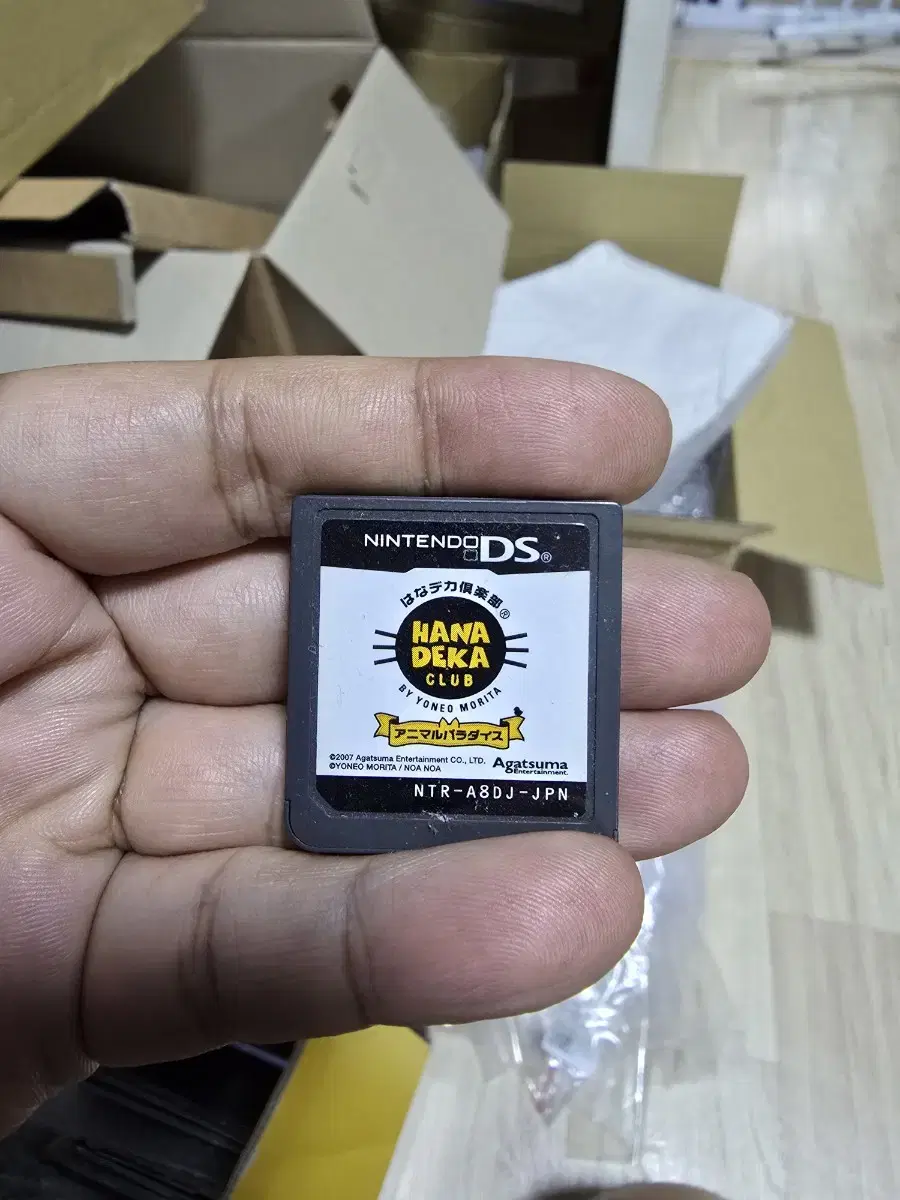 NINTENDO DS®
はなデカ倶楽部®
HANA
DEKA
CLUB
BY YONEO MORITA
アニマルパラダイス
©2007 Agatsuma Entertainment CO., LTD.
©YONEO MORITA / NOA NOA
Agatsuma
Entertainment.
NTR-A8DJ-JPN